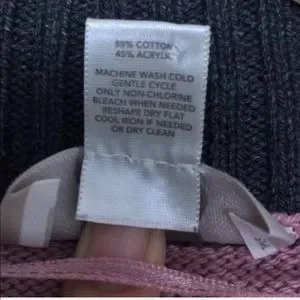 55% COTTON
45% ACRYLIC
MACHINE WASH COLD
GENTLE CYCLE
ONLY NON-CHLORINE
BLEACH WHEN NEEDED
RESHAPE DRY FLAT
COOL IRON IF NEEDED
OR DRY CLEAN